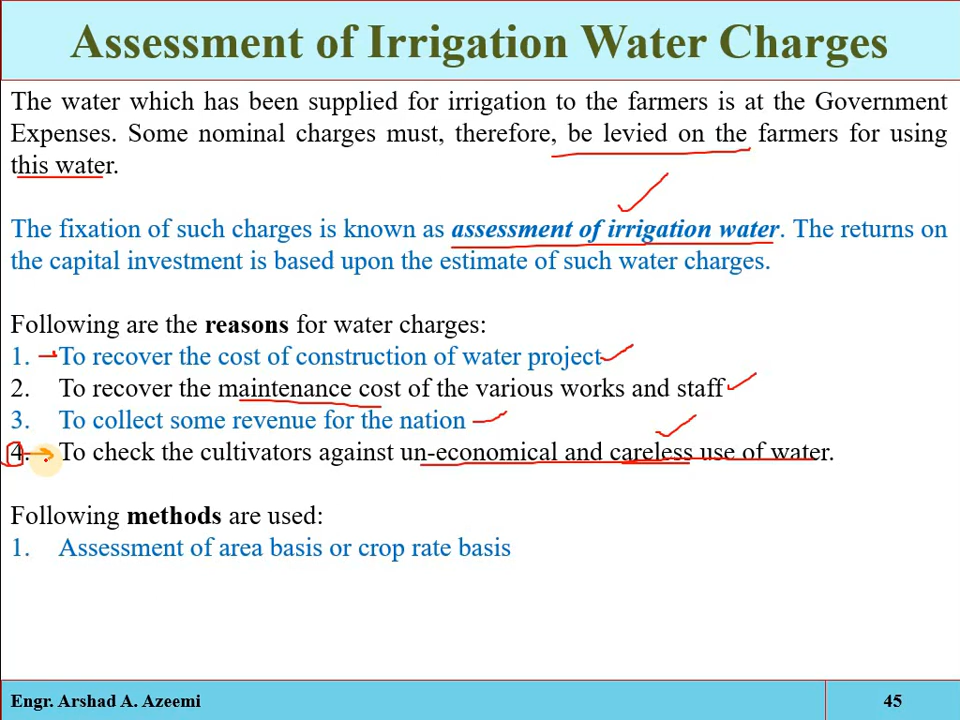 Assessment of Irrigation Water Charges
The water which has been supplied for irrigation to the farmers is at the Government
Expenses. Some nominal charges must, therefore, be levied on the farmers for using
this water.
The fixation of such charges is known as assessment of irrigation water. The returns on
the capital investment is based upon the estimate of such water charges.
Following are the reasons for water charges:
1. To recover the cost of construction of water project
2. To recover the maintenance cost of the various works and staff
3. To collect some revenue for the nation
4. To check the cultivators against un-economical and careless use of water.
Following methods are used:
1. Assessment of area basis or crop rate basis
Engr. Arshad A. Azeemi
45